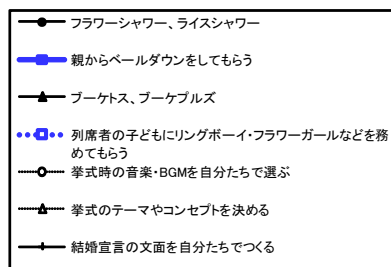 フラワーシャワー、ライスシャワー
親からベールダウンをしてもらう
ブーケトス、ブーケプルズ
列席者の子どもにリングボーイ・フラワーガールなどを務
めてもらう
挙式時の音楽・BGMを自分たちで選ぶ
挙式のテーマやコンセプトを決める
結婚宣言の文面を自分たちでつくる